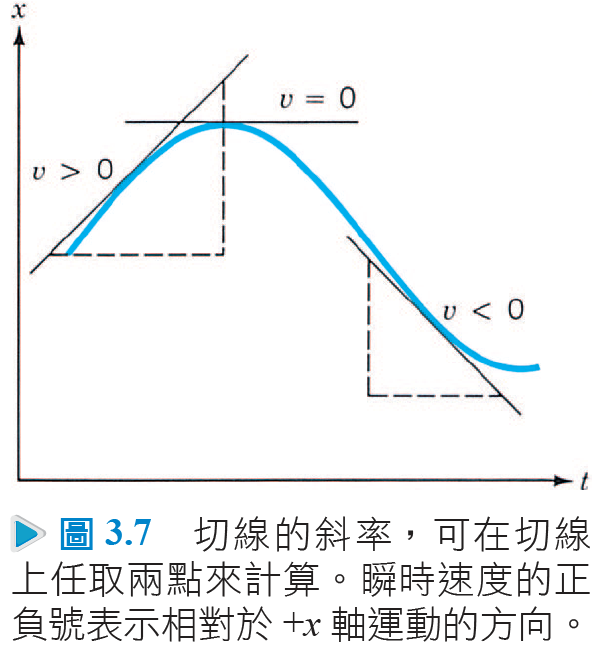 x
v = 0
v > 0
v < 0
t
圖 3.7 切線的斜率，可在切線
上任取兩點來計算。瞬時速度的正
負號表示相對於 +x 軸運動的方向。